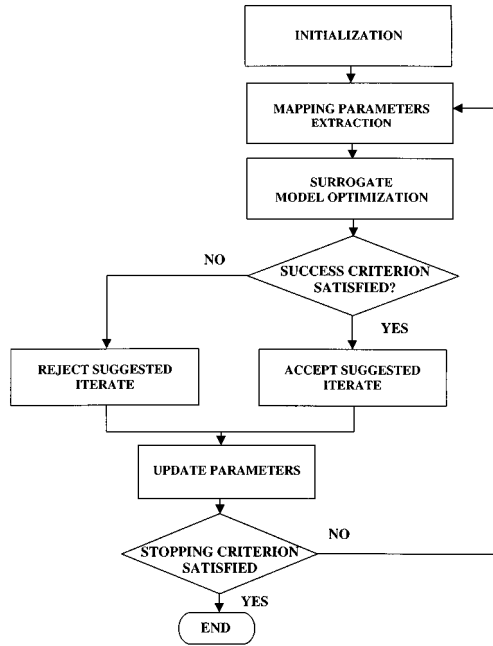 INITIALIZATION
MAPPING PARAMETERS
EXTRACTION
SURROGATE
MODEL OPTIMIZATION
NO
SUCCESS CRITERION
SATISFIED?
YES
REJECT SUGGESTED
ITERATE
ACCEPT SUGGESTED
ITERATE
UPDATE PARAMETERS
STOPPING CRITERION
SATISFIED
NO
YES
END